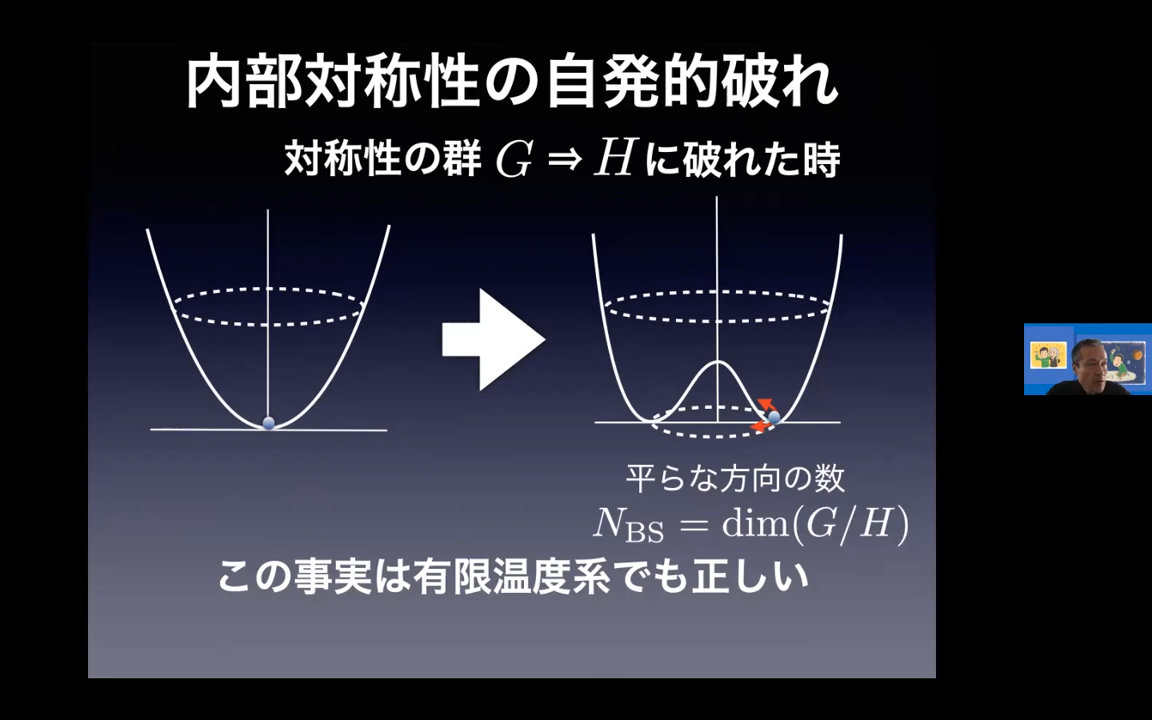 内部対称性の自発的破れ
対称性の群 G ⇒ H に破れた時
平らな方向の数
N_BS = dim(G/H)
この事実は有限温度系でも正しい